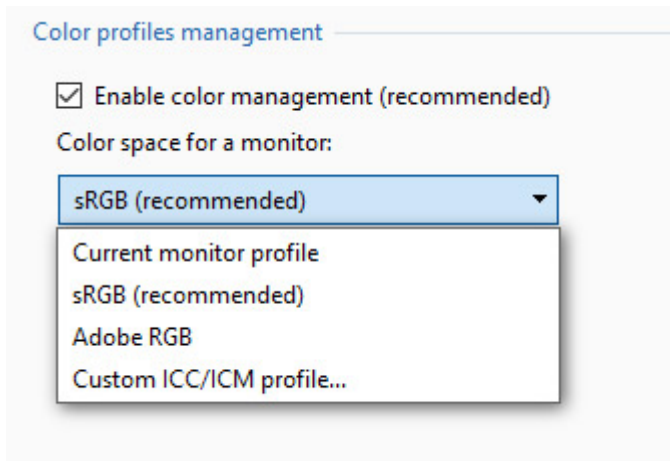 Color profiles management
Enable color management (recommended)
Color space for a monitor:
sRGB (recommended)
Current monitor profile
sRGB (recommended)
Adobe RGB
Custom ICC/ICM profile...